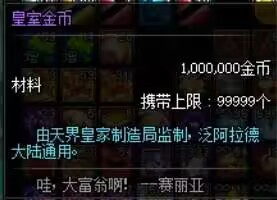 皇室金币
1,000,000金币
材料
携带上限：99999个
由天界皇家制造局监制，泛阿拉德
大陆通用。
哇，大富翁啊！— 赛丽亚